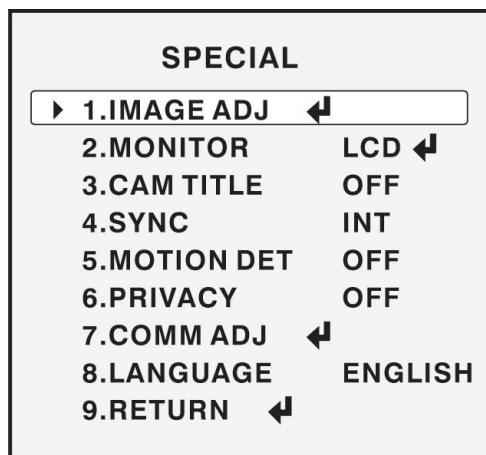 SPECIAL
1.IMAGE ADJ ↲
2.MONITOR LCD ↲
3.CAM TITLE OFF
4.SYNC INT
5.MOTION DET OFF
6.PRIVACY OFF
7.COMM ADJ ↲
8.LANGUAGE ENGLISH
9.RETURN ↲